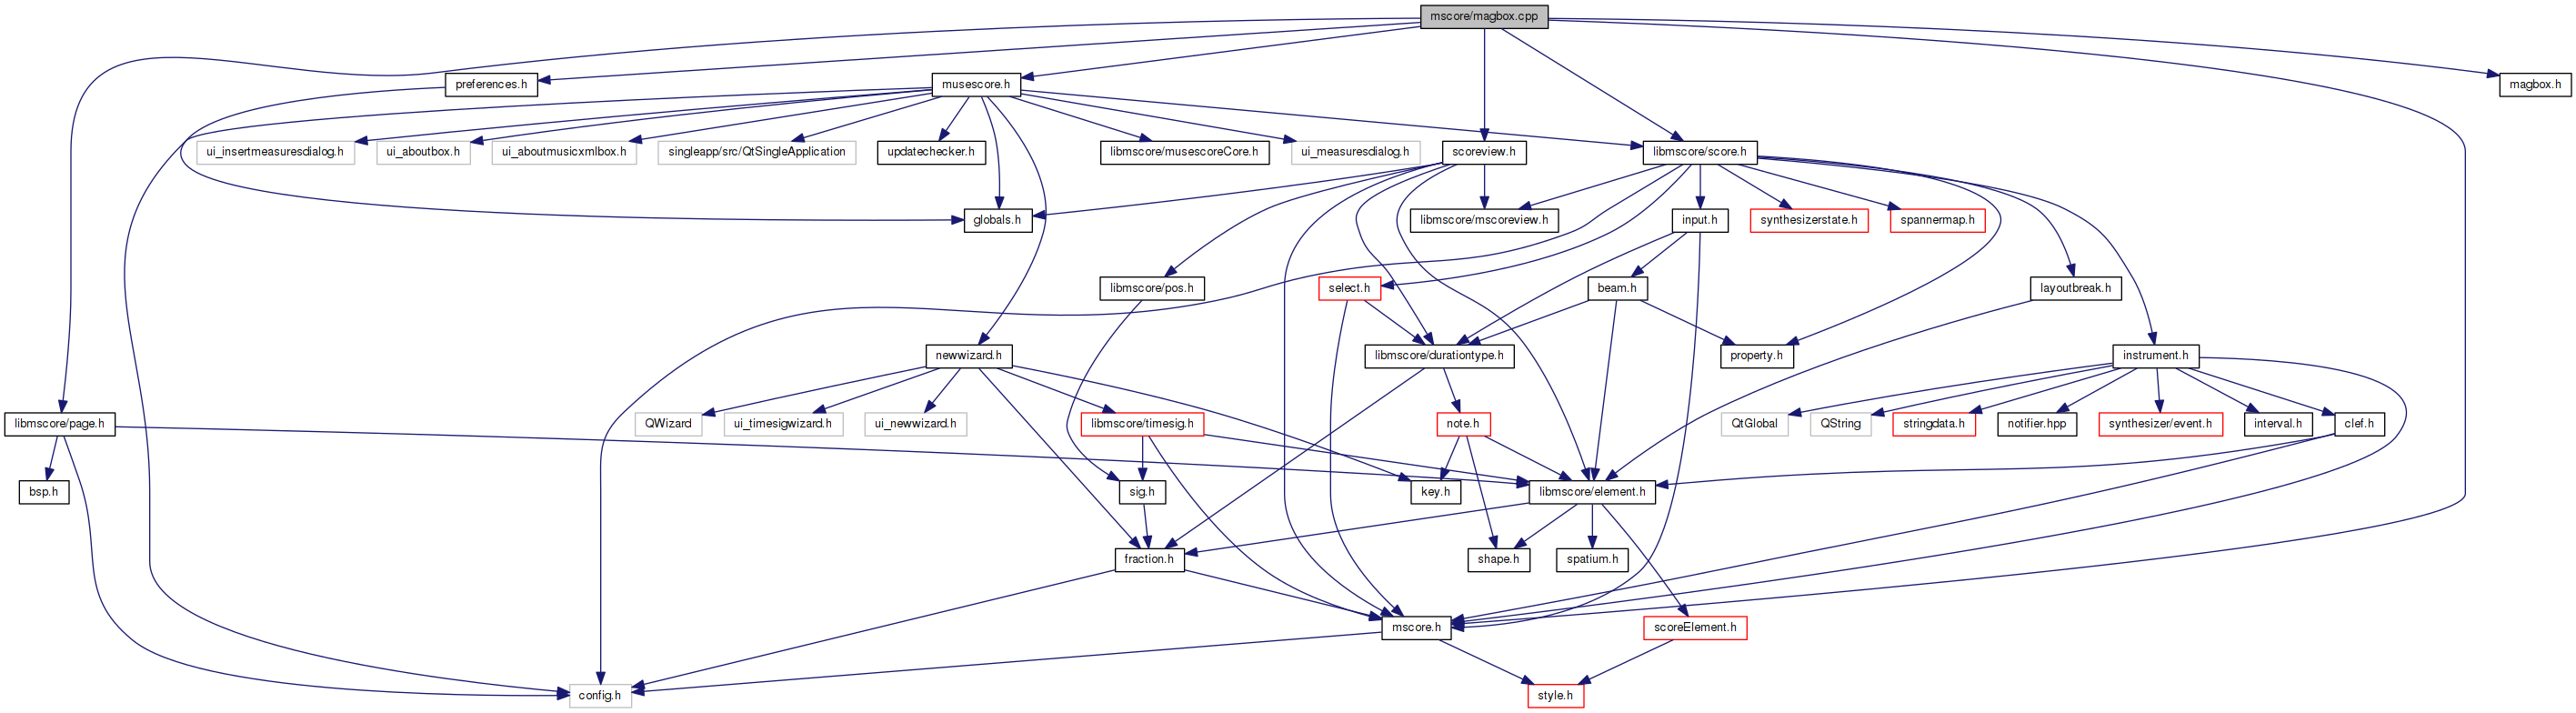 mscore/magbox.cpp
preferences.h
musescore.h
magbox.h
ui_insertmeasuresdialog.h
ui_aboutbox.h
ui_aboutmusicxmlbox.h
singleapp/src/QtSingleApplication
updatechecker.h
libmscore/musescoreCore.h
ui_measuresdialog.h
scoreview.h
libmscore/score.h
globals.h
libmscore/mscoreview.h
input.h
synthesizerstate.h
spannermap.h
libmscore/pos.h
select.h
beam.h
layoutbreak.h
newwizard.h
libmscore/durationtype.h
property.h
instrument.h
libmscore/page.h
QWizard
ui_timesigwizard.h
ui_newwizard.h
libmscore/timesig.h
note.h
QtGlobal
QString
stringdata.h
notifier.hpp
synthesizer/event.h
interval.h
clef.h
bsp.h
sig.h
key.h
libmscore/element.h
fraction.h
shape.h
spatium.h
mscore.h
scoreElement.h
config.h
style.h